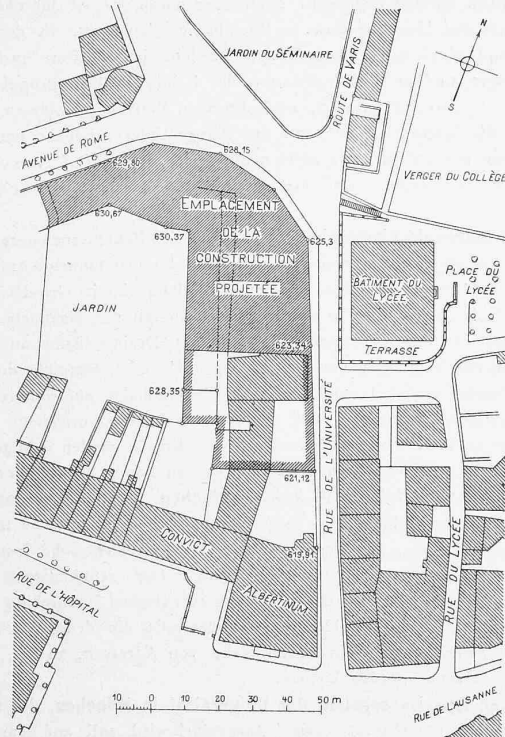 JARDIN DU SÉMINAIRE
ROUTE DE VARIS
N
S
AVENUE DE ROME
629,80
628,15
VERGER DU COLLÈGE
EMPLACEMENT
DE LA
CONSTRUCTION
PROJETÉE
630,67
630,37
625,3
BÂTIMENT DU
LYCÉE
PLACE DU
LYCÉE
JARDIN
TERRASSE
623,34
628,35
RUE DE L'UNIVERSITÉ
621,12
CONVICT
ALBERTINUM
619,91
RUE DU LYCÉE
RUE DE L'HÔPITAL
RUE DE LAUSANNE
10 0 10 20 30 40 50 m